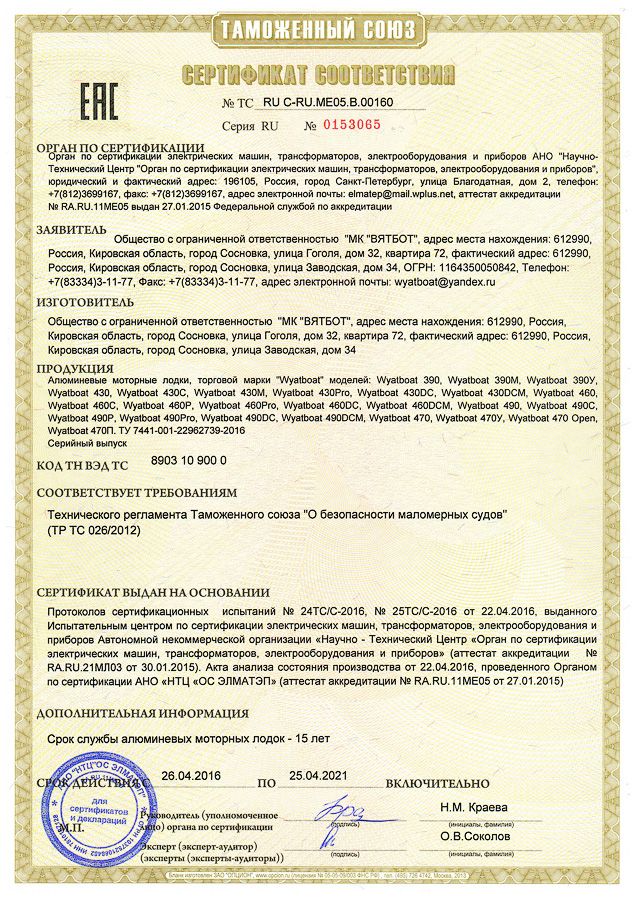 ТАМОЖЕННЫЙ СОЮЗ
СЕРТИФИКАТ СООТВЕТСТВИЯ
ЕАС
№ ТС RU C-RU.ME05.B.00160
Серия RU № 0153065
ОРГАН ПО СЕРТИФИКАЦИИ
Орган по сертификации электрических машин, трансформаторов, электрооборудования и приборов АНО "Научно-
Технический Центр "Орган по сертификации электрических машин, трансформаторов, электрооборудования и приборов",
юридический и фактический адрес: 196105, Россия, город Санкт-Петербург, улица Благодатная, дом 2, телефон:
+7(812)3699167, факс: +7(812)3699167, адрес электронной почты: elmatep@mail.wplus.net, аттестат аккредитации
№ RA.RU.11ME05 выдан 27.01.2015 Федеральной службой по аккредитации
ЗАЯВИТЕЛЬ
Общество с ограниченной ответственностью "МК "ВЯТБОТ", адрес места нахождения: 612990,
Россия, Кировская область, город Сосновка, улица Гоголя, дом 32, квартира 72, фактический адрес: 612990,
Россия, Кировская область, город Сосновка, улица Заводская, дом 34, ОГРН: 1164350050842, Телефон:
+7(83334)3-11-77, Факс: +7(83334)3-11-77, адрес электронной почты: wyatboat@yandex.ru
ИЗГОТОВИТЕЛЬ
Общество с ограниченной ответственностью "МК "ВЯТБОТ", адрес места нахождения: 612990, Россия,
Кировская область, город Сосновка, улица Гоголя, дом 32, квартира 72, фактический адрес: 612990, Россия,
Кировская область, город Сосновка, улица Заводская, дом 34
ПРОДУКЦИЯ
Алюминевые моторные лодки, торговой марки "Wyatboat" моделей: Wyatboat 390, Wyatboat 390М, Wyatboat 390У,
Wyatboat 430, Wyatboat 430С, Wyatboat 430М, Wyatboat 430Pro, Wyatboat 430DC, Wyatboat 430DCM, Wyatboat 460,
Wyatboat 460С, Wyatboat 460Р, Wyatboat 460Pro, Wyatboat 460DC, Wyatboat 460DCM, Wyatboat 490, Wyatboat 490С,
Wyatboat 490Р, Wyatboat 490Pro, Wyatboat 490DC, Wyatboat 490DCM, Wyatboat 470, Wyatboat 470У, Wyatboat 470 Open,
Wyatboat 470П. ТУ 7441-001-22962739-2016
Серийный выпуск
КОД ТН ВЭД ТС 8903 10 900 0
СООТВЕТСТВУЕТ ТРЕБОВАНИЯМ
Технического регламента Таможенного союза "О безопасности маломерных судов"
(ТР ТС 026/2012)
СЕРТИФИКАТ ВЫДАН НА ОСНОВАНИИ
Протоколов сертификационных испытаний № 24ТС/С-2016, № 25ТС/С-2016 от 22.04.2016, выданного
Испытательным центром по сертификации электрических машин, трансформаторов, электрооборудования и
приборов Автономной некоммерческой организации «Научно - Технический Центр «Орган по сертификации
электрических машин, трансформаторов, электрооборудования и приборов» (аттестат аккредитации №
RA.RU.21МЛ03 от 30.01.2015). Акта анализа состояния производства от 22.04.2016, проведенного Органом
по сертификации АНО «НТЦ «ОС ЭЛМАТЭП» (аттестат аккредитации № RA.RU.11ME05 от 27.01.2015)
ДОПОЛНИТЕЛЬНАЯ ИНФОРМАЦИЯ
Срок службы алюминевых моторных лодок - 15 лет
СРОК ДЕЙСТВИЯ С 26.04.2016 ПО 25.04.2021 ВКЛЮЧИТЕЛЬНО
для
сертификатов
и деклараций
М.П.
Руководитель (уполномоченное
лицо) органа по сертификации
(подпись)
Н.М. Краева
(инициалы, фамилия)
Эксперт (эксперт-аудитор)
(эксперты (эксперты-аудиторы))
(подпись)
О.В.Соколов
(инициалы, фамилия)